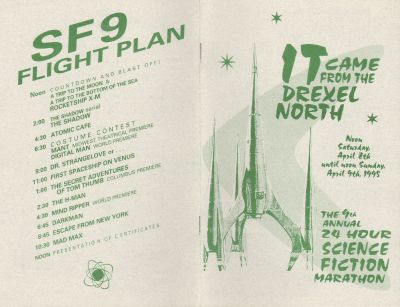 SF9
FLIGHT PLAN
Noon COUNTDOWN AND BLAST OFF!
A TRIP TO THE MOON &
A TRIP TO THE BOTTOM OF THE SEA
ROCKETSHIP X-M
2:00 THE SHADOW serial
THE SHADOW
4:30 ATOMIC CAFE
6:30 COSTUME CONTEST
MANT MIDWEST THEATRICAL PREMIERE
DIGITAL MAN WORLD PREMIERE
9:00 DR. STRANGELOVE or . . .
11:00 FIRST SPACESHIP ON VENUS
1:00 THE SECRET ADVENTURES
OF TOM THUMB COLUMBUS PREMIERE
2:30 THE H-MAN
4:30 MIND RIPPER WORLD PREMIERE
6:45 DARKMAN
8:45 ESCAPE FROM NEW YORK
10:30 MAD MAX
NOON PRESENTATION OF CERTIFICATES
IT CAME
FROM THE
DREXEL
NORTH
Noon
Saturday,
April 8th
until noon Sunday,
April 9th 1995
THE 9th
ANNUAL
24 HOUR
SCIENCE
FICTION
MARATHON